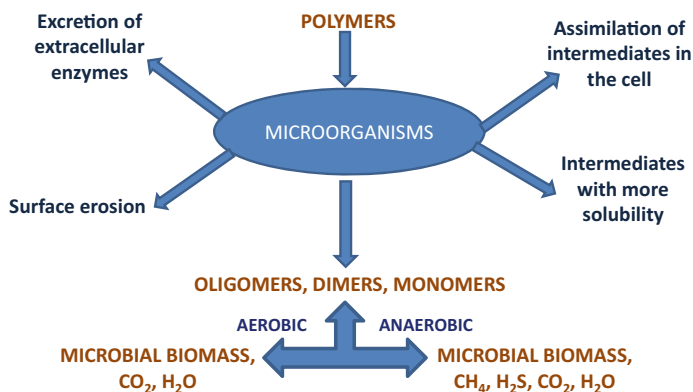 Excretion of
extracellular
enzymes
POLYMERS
Assimilation of
intermediates in
the cell
MICROORGANISMS
Surface erosion
Intermediates
with more
solubility
OLIGOMERS, DIMERS, MONOMERS
AEROBIC
ANAEROBIC
MICROBIAL BIOMASS,
CO₂, H₂O
MICROBIAL BIOMASS,
CH₄, H₂S, CO₂, H₂O